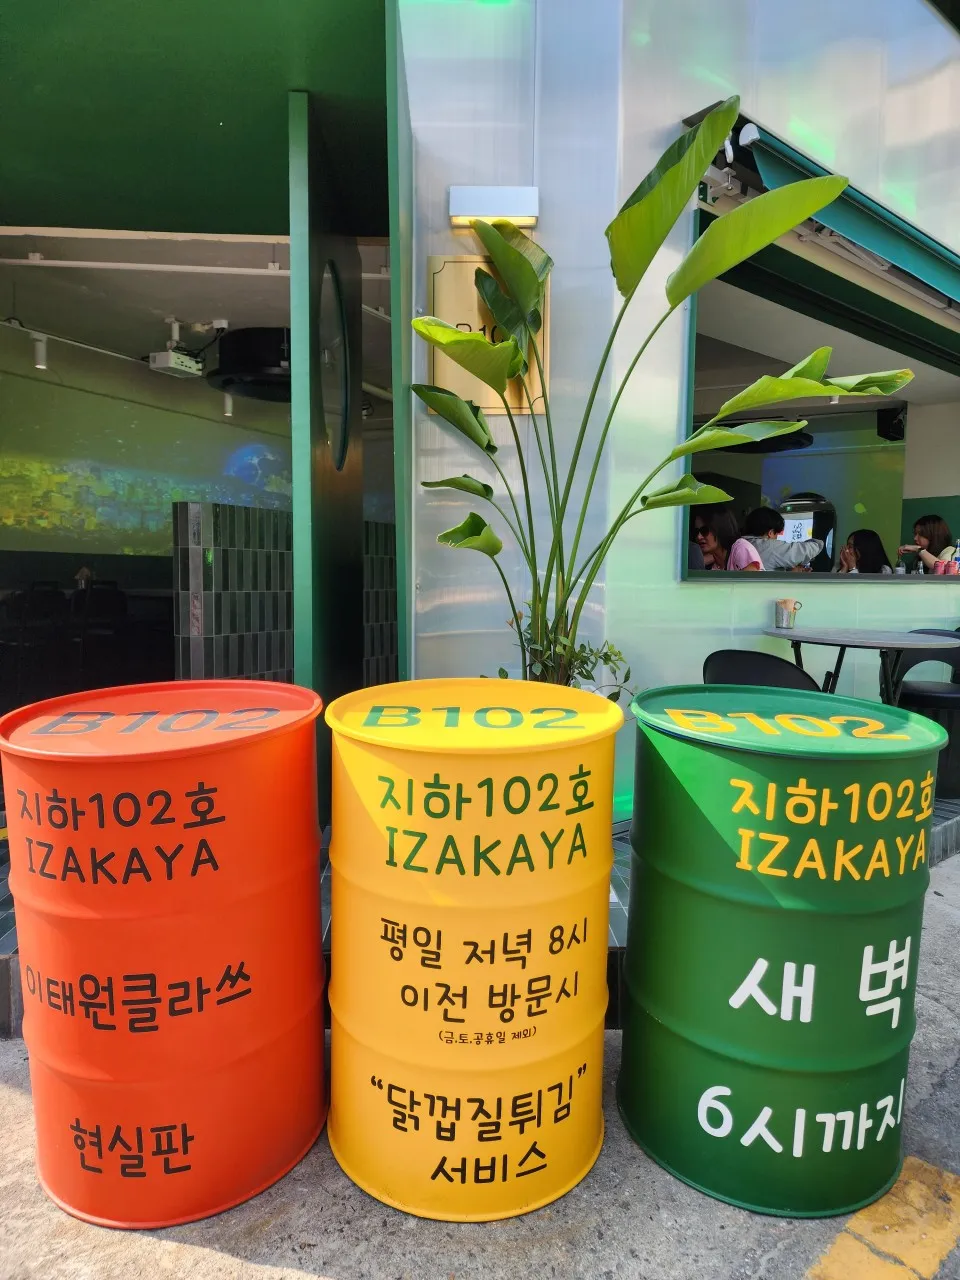 B102
지하102호
IZAKAYA
이태원클라쓰
현실판
B102
지하102호
IZAKAYA
평일 저녁 8시
이전 방문시
(금.토.공휴일 제외)
"닭껍질튀김"
서비스
B102
지하102호
IZAKAYA
새벽
6시까지